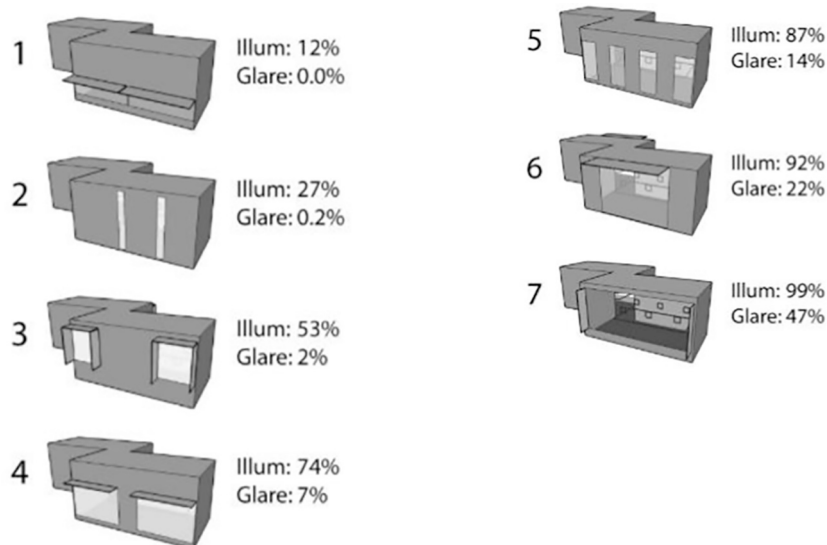 1
Illum: 12%
Glare: 0.0%
2
Illum: 27%
Glare: 0.2%
3
Illum: 53%
Glare: 2%
4
Illum: 74%
Glare: 7%
5
Illum: 87%
Glare: 14%
6
Illum: 92%
Glare: 22%
7
Illum: 99%
Glare: 47%